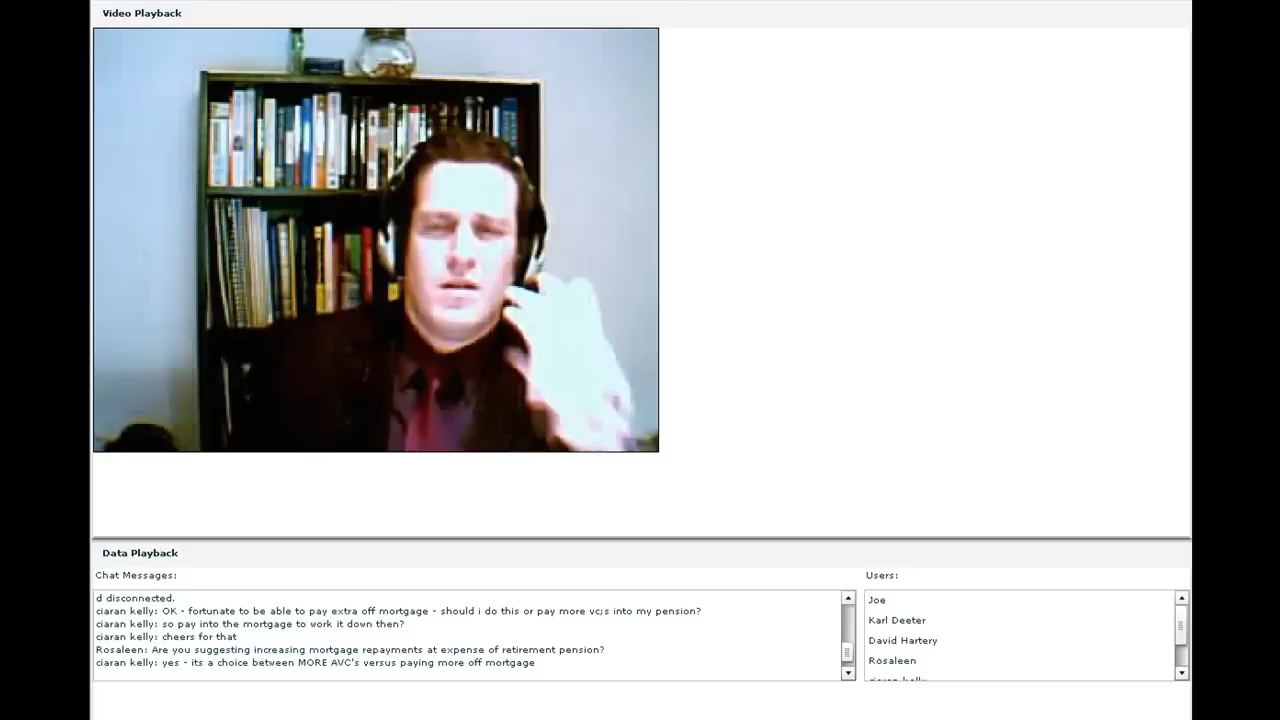 Video Playback
Data Playback
Chat Messages:
d disconnected.
ciaran kelly: OK - fortunate to be able to pay extra off mortgage - should i do this or pay more vc;s into my pension?
ciaran kelly: so pay into the mortgage to work it down then?
ciaran kelly: cheers for that
Rosaleen: Are you suggesting increasing mortgage repayments at expense of retirement pension?
ciaran kelly: yes - its a choice between MORE AVC's versus paying more off mortgage
Users:
Joe
Karl Deeter
David Hartery
Rosaleen